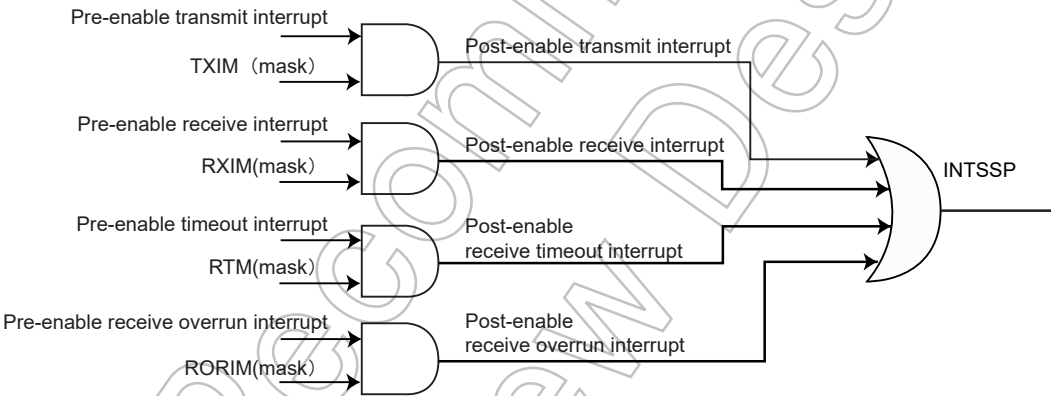 Pre-enable transmit interrupt
TXIM（mask）
Post-enable transmit interrupt
Pre-enable receive interrupt
RXIM(mask)
Post-enable receive interrupt
INTSSP
Pre-enable timeout interrupt
RTM(mask)
Post-enable
receive timeout interrupt
Pre-enable receive overrun interrupt
RORIM(mask)
Post-enable
receive overrun interrupt